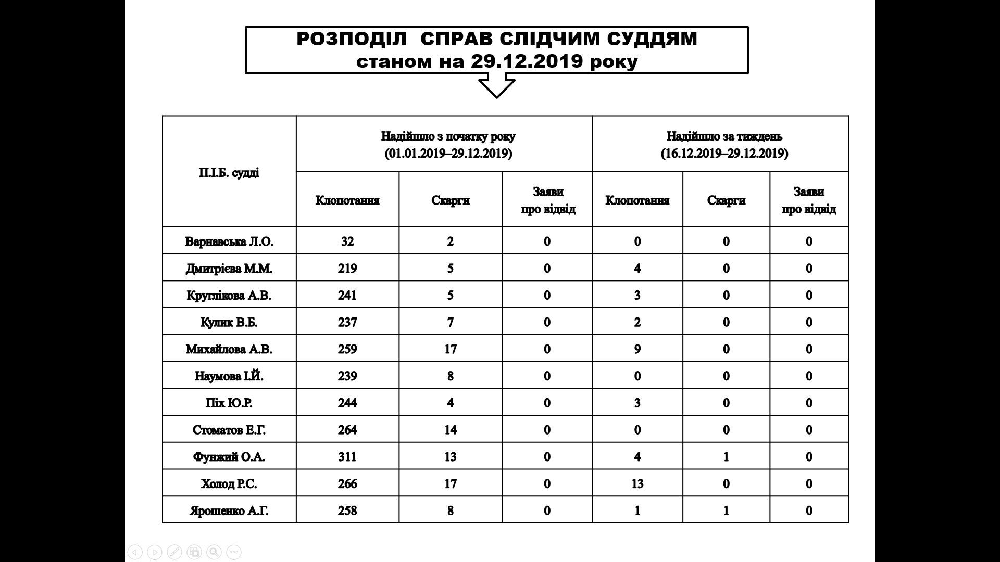 РОЗПОДІЛ СПРАВ СЛІДЧИМ СУДДЯМ
станом на 29.12.2019 року
П.І.Б. судді
Надійшло з початку року
(01.01.2019–29.12.2019)
Надійшло за тиждень
(16.12.2019–29.12.2019)
Клопотання Скарги Заяви про відвід Клопотання Скарги Заяви про відвід
Варнавська Л.О. 32 2 0 0 0 0
Дмитрієва М.М. 219 5 0 4 0 0
Круглікова А.В. 241 5 0 3 0 0
Кулик В.Б. 237 7 0 2 0 0
Михайлова А.В. 259 17 0 9 0 0
Наумова І.Й. 239 8 0 0 0 0
Піх Ю.Р. 244 4 0 3 0 0
Стоматов Е.Г. 264 14 0 0 0 0
Фунжий О.А. 311 13 0 4 1 0
Холод Р.С. 266 17 0 13 0 0
Ярошенко А.Г. 258 8 0 1 1 0